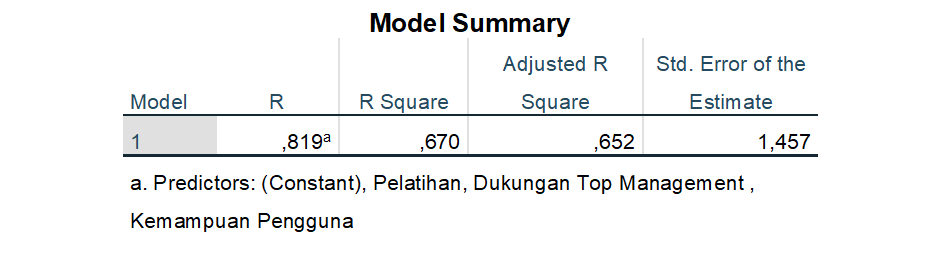 Model Summary
Model R R Square Adjusted R Square Std. Error of the Estimate
1 ,819a ,670 ,652 1,457
a. Predictors: (Constant), Pelatihan, Dukungan Top Management ,
Kemampuan Pengguna